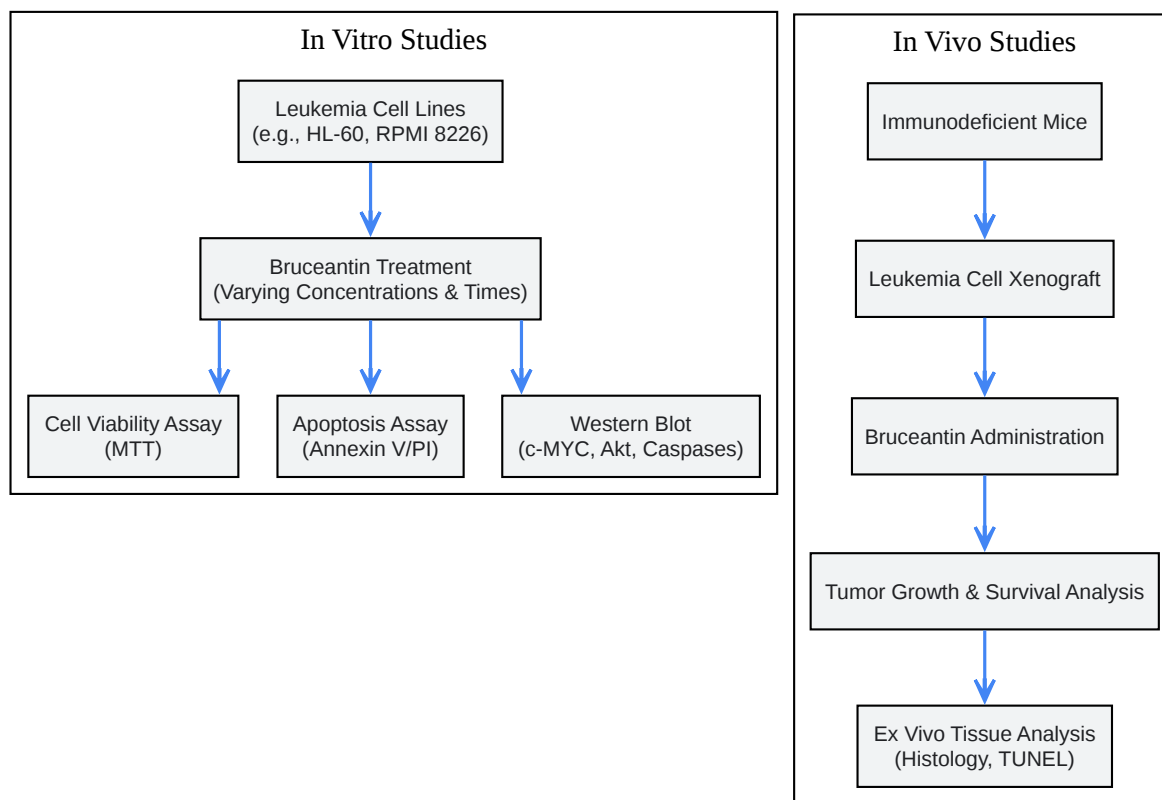 In Vitro Studies
Leukemia Cell Lines
(e.g., HL-60, RPMI 8226)
Bruceantin Treatment
(Varying Concentrations & Times)
Cell Viability Assay
(MTT)
Apoptosis Assay
(Annexin V/PI)
Western Blot
(c-MYC, Akt, Caspases)
In Vivo Studies
Immunodeficient Mice
Leukemia Cell Xenograft
Bruceantin Administration
Tumor Growth & Survival Analysis
Ex Vivo Tissue Analysis
(Histology, TUNEL)